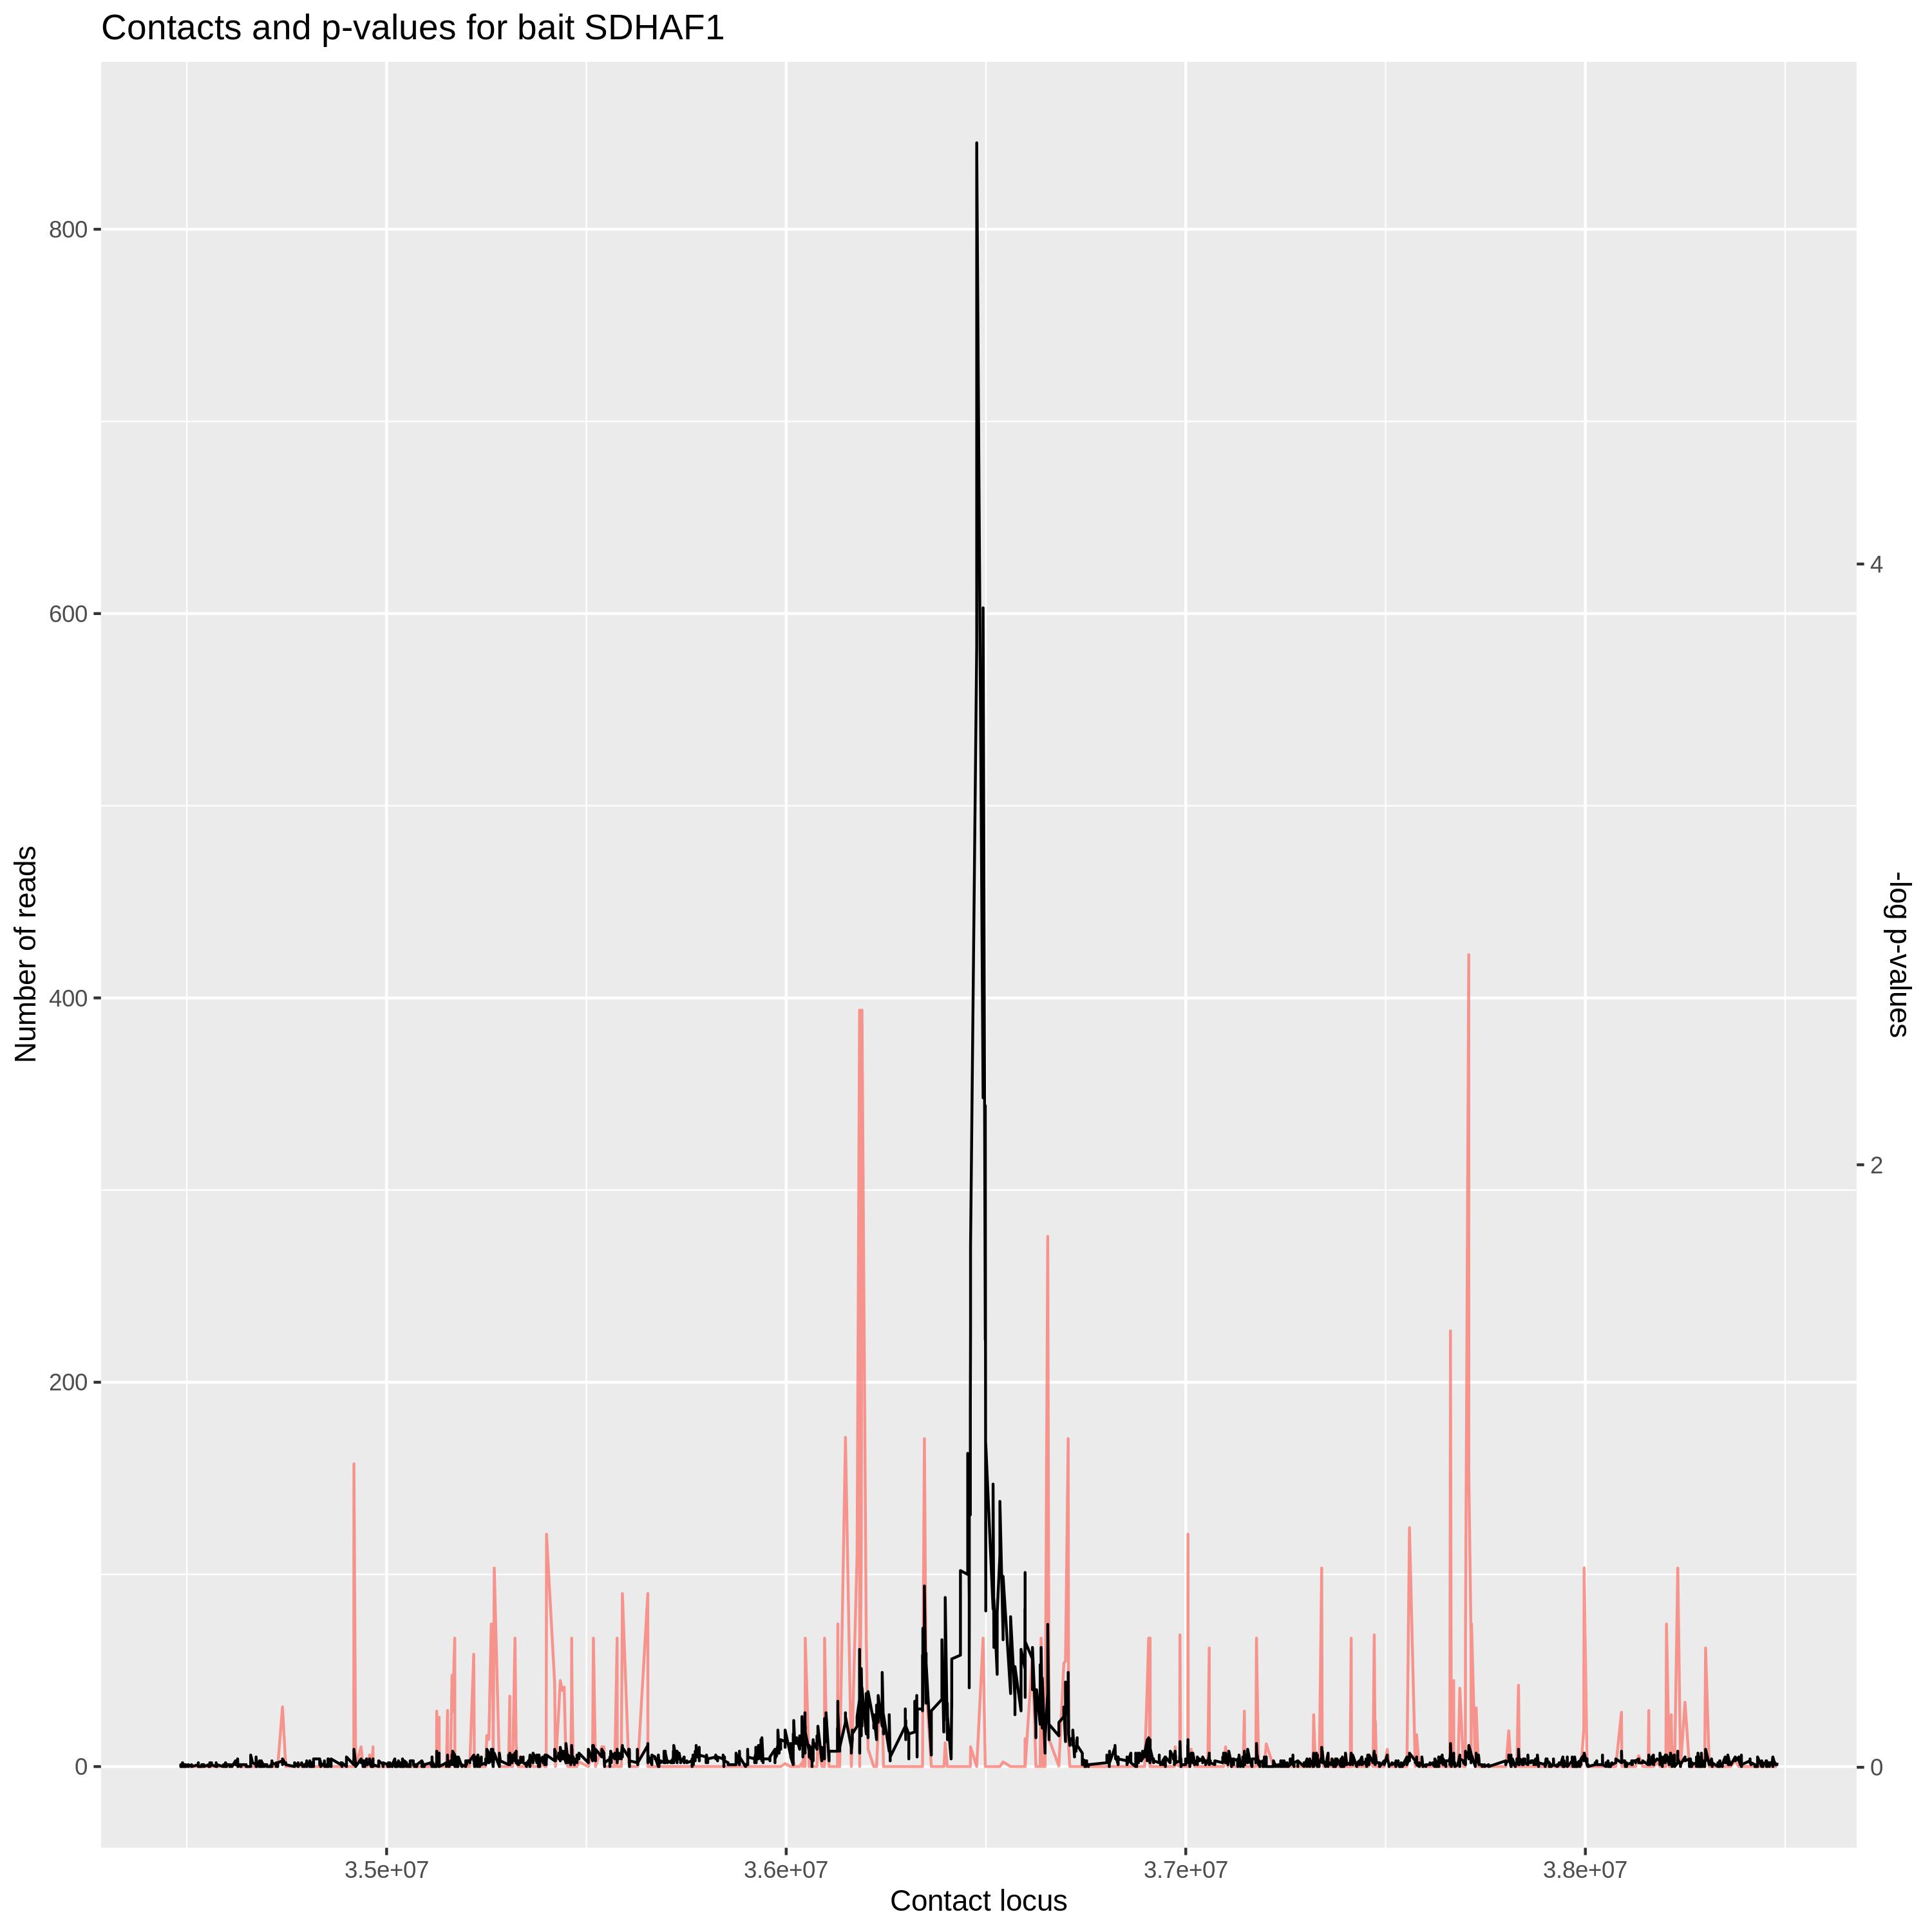 Contacts and p-values for bait SDHAF1
800
600
400
200
0
Number of reads
4
2
0
-log p-values
3.5e+07
3.6e+07
3.7e+07
3.8e+07
Contact locus